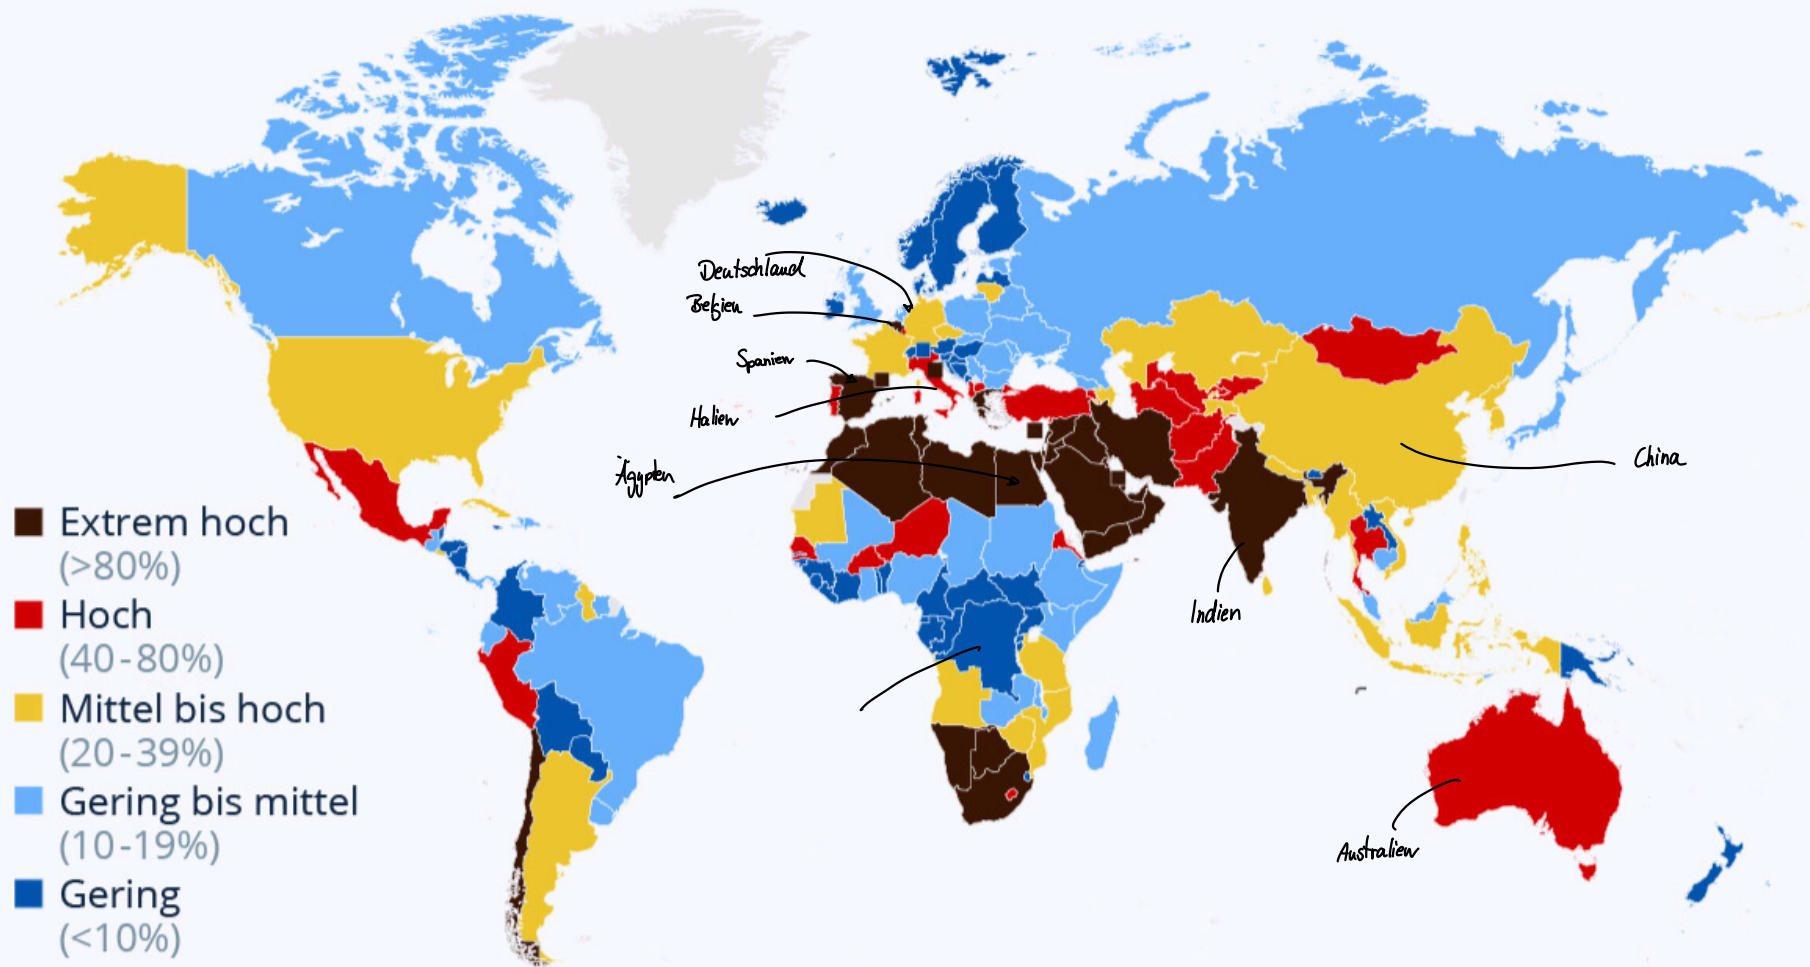 Deutschland
Belgien
Spanien
Italien
Ägypten
China
Indien
Australien
Extrem hoch
(>80%)
Hoch
(40-80%)
Mittel bis hoch
(20-39%)
Gering bis mittel
(10-19%)
Gering
(<10%)